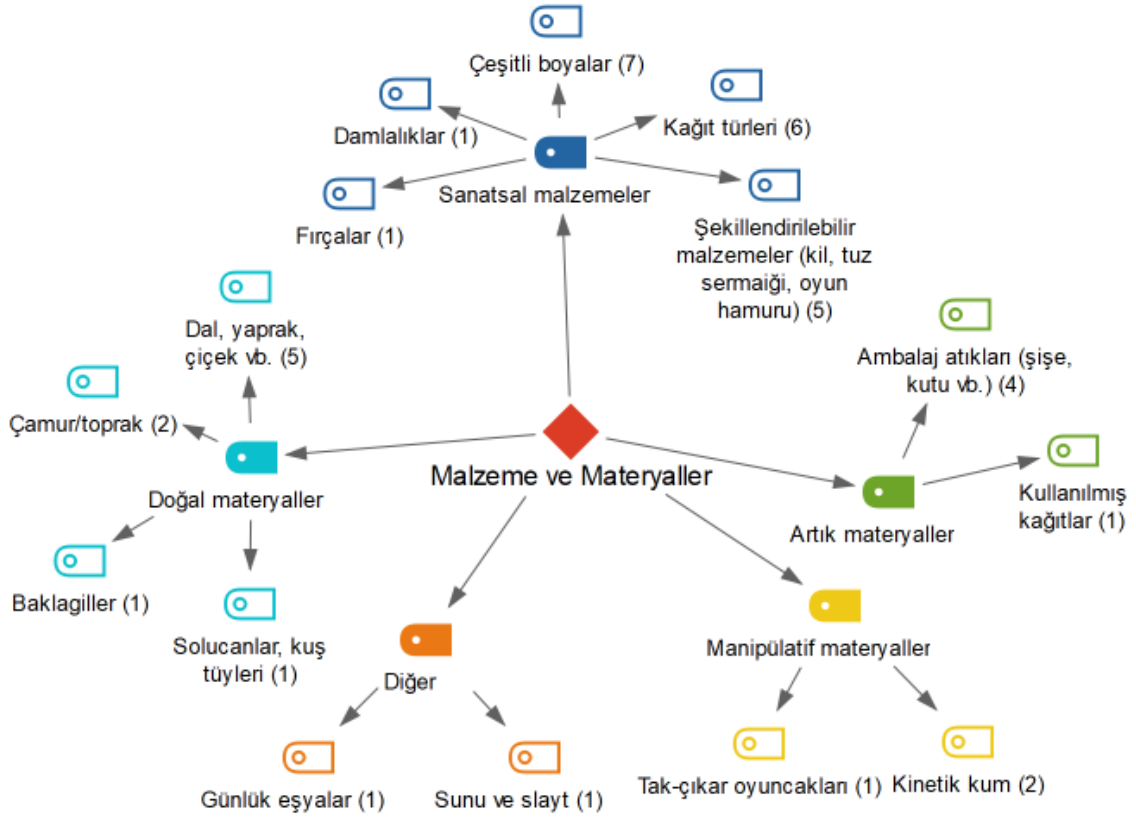 Çeşitli boyalar (7)
Damlalıklar (1)
Kağıt türleri (6)
Sanatsal malzemeler
Fırçalar (1)
Şekillendirilebilir
malzemeler (kil, tuz
sermaiği, oyun
hamuru) (5)
Dal, yaprak,
çiçek vb. (5)
Ambalaj atıkları (şişe,
kutu vb.) (4)
Çamur/toprak (2)
Malzeme ve Materyaller
Doğal materyaller
Kullanılmış
kağıtlar (1)
Artık materyaller
Baklagiller (1)
Solucanlar, kuş
tüyleri (1)
Manipülatif materyaller
Diğer
Günlük eşyalar (1)
Sunu ve slayt (1)
Tak-çıkar oyuncakları (1)
Kinetik kum (2)